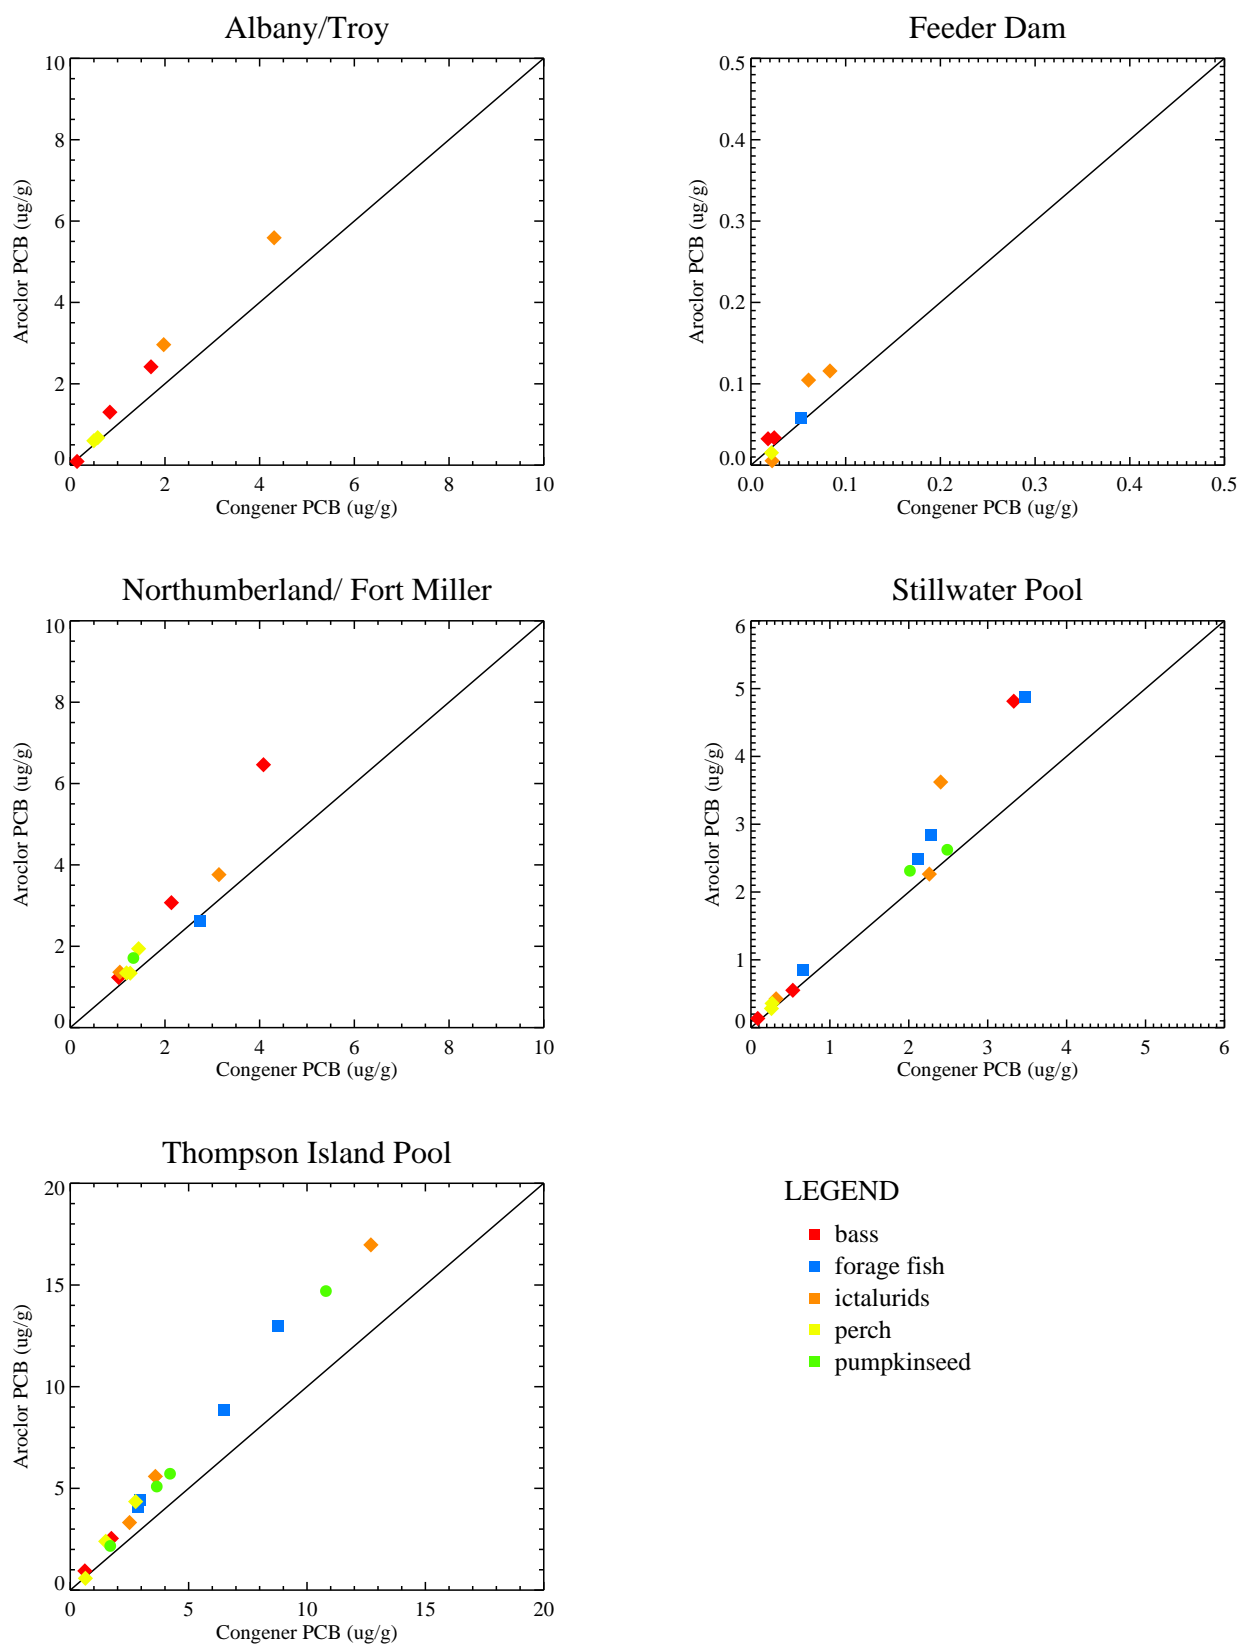 Albany/Troy
10
8
6
4
2
0
0 2 4 6 8 10
Aroclor PCB (ug/g)
Congener PCB (ug/g)
Feeder Dam
0.5
0.4
0.3
0.2
0.1
0.0
0.0 0.1 0.2 0.3 0.4 0.5
Aroclor PCB (ug/g)
Congener PCB (ug/g)
Northumberland/ Fort Miller
10
8
6
4
2
0
0 2 4 6 8 10
Aroclor PCB (ug/g)
Congener PCB (ug/g)
Stillwater Pool
6
5
4
3
2
1
0
0 1 2 3 4 5 6
Aroclor PCB (ug/g)
Congener PCB (ug/g)
Thompson Island Pool
20
15
10
5
0
0 5 10 15 20
Aroclor PCB (ug/g)
Congener PCB (ug/g)
LEGEND
bass
forage fish
ictalurids
perch
pumpkinseed